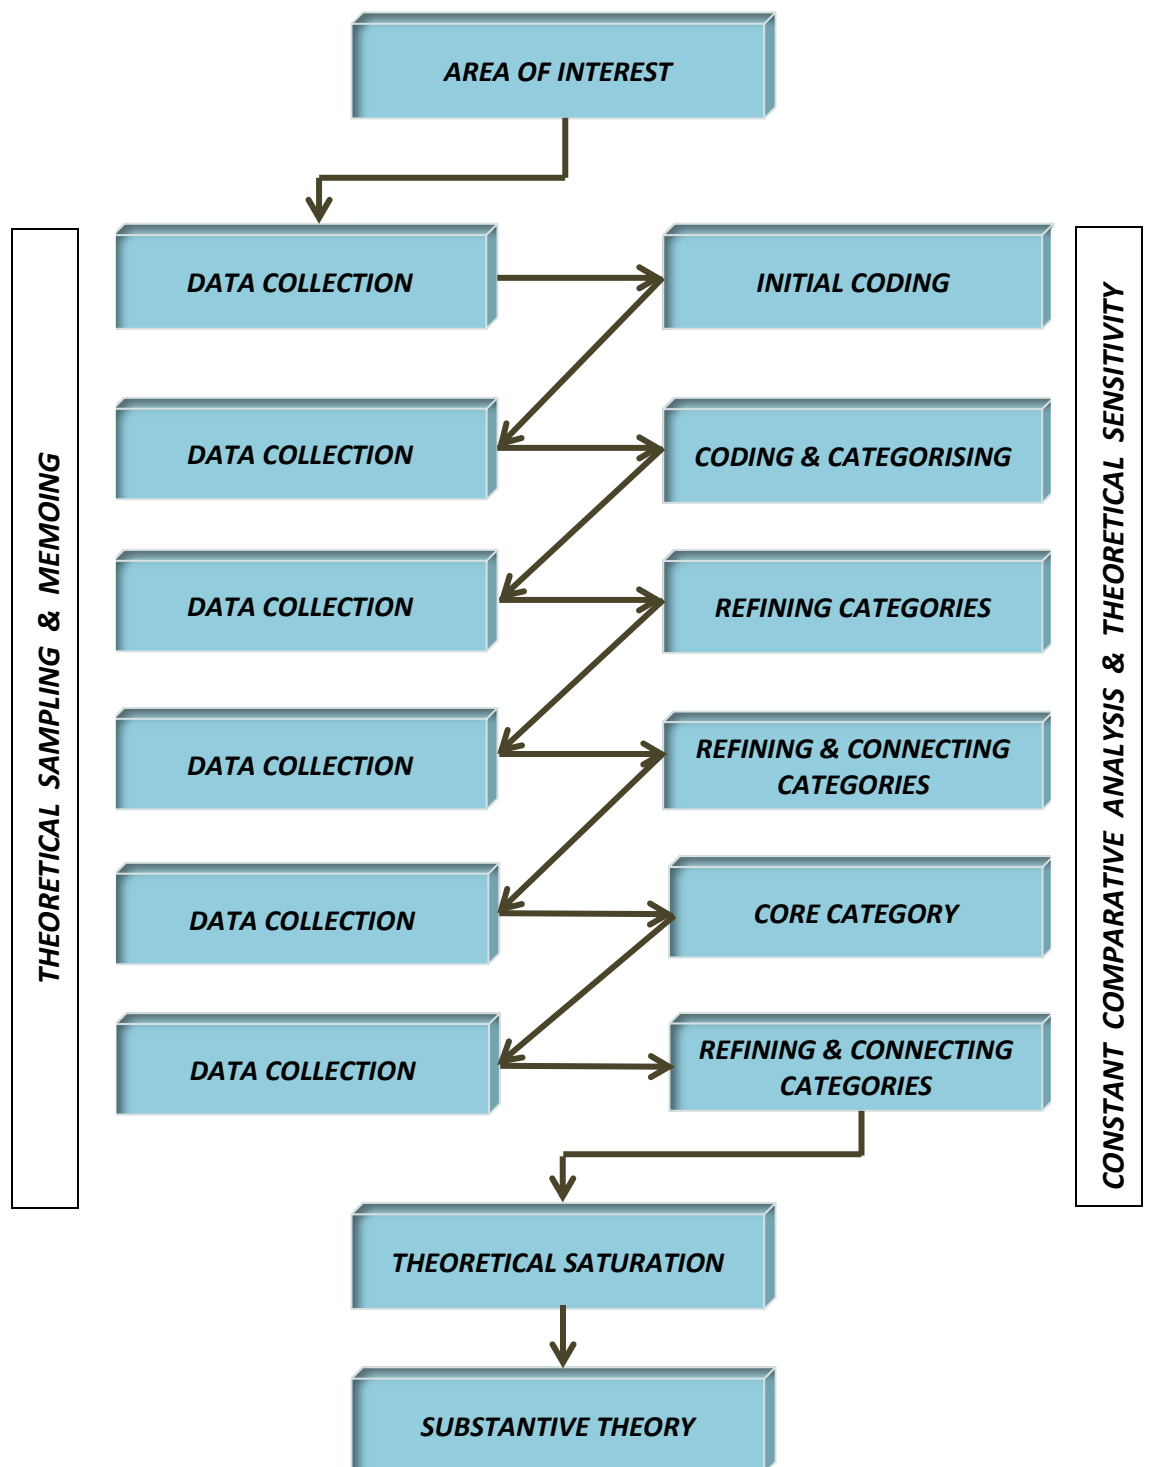 AREA OF INTEREST
THEORETICAL SAMPLING & MEMOING
DATA COLLECTION
INITIAL CODING
DATA COLLECTION
CODING & CATEGORISING
DATA COLLECTION
REFINING CATEGORIES
DATA COLLECTION
REFINING & CONNECTING
CATEGORIES
DATA COLLECTION
CORE CATEGORY
DATA COLLECTION
REFINING & CONNECTING
CATEGORIES
CONSTANT COMPARATIVE ANALYSIS & THEORETICAL SENSITIVITY
THEORETICAL SATURATION
SUBSTANTIVE THEORY